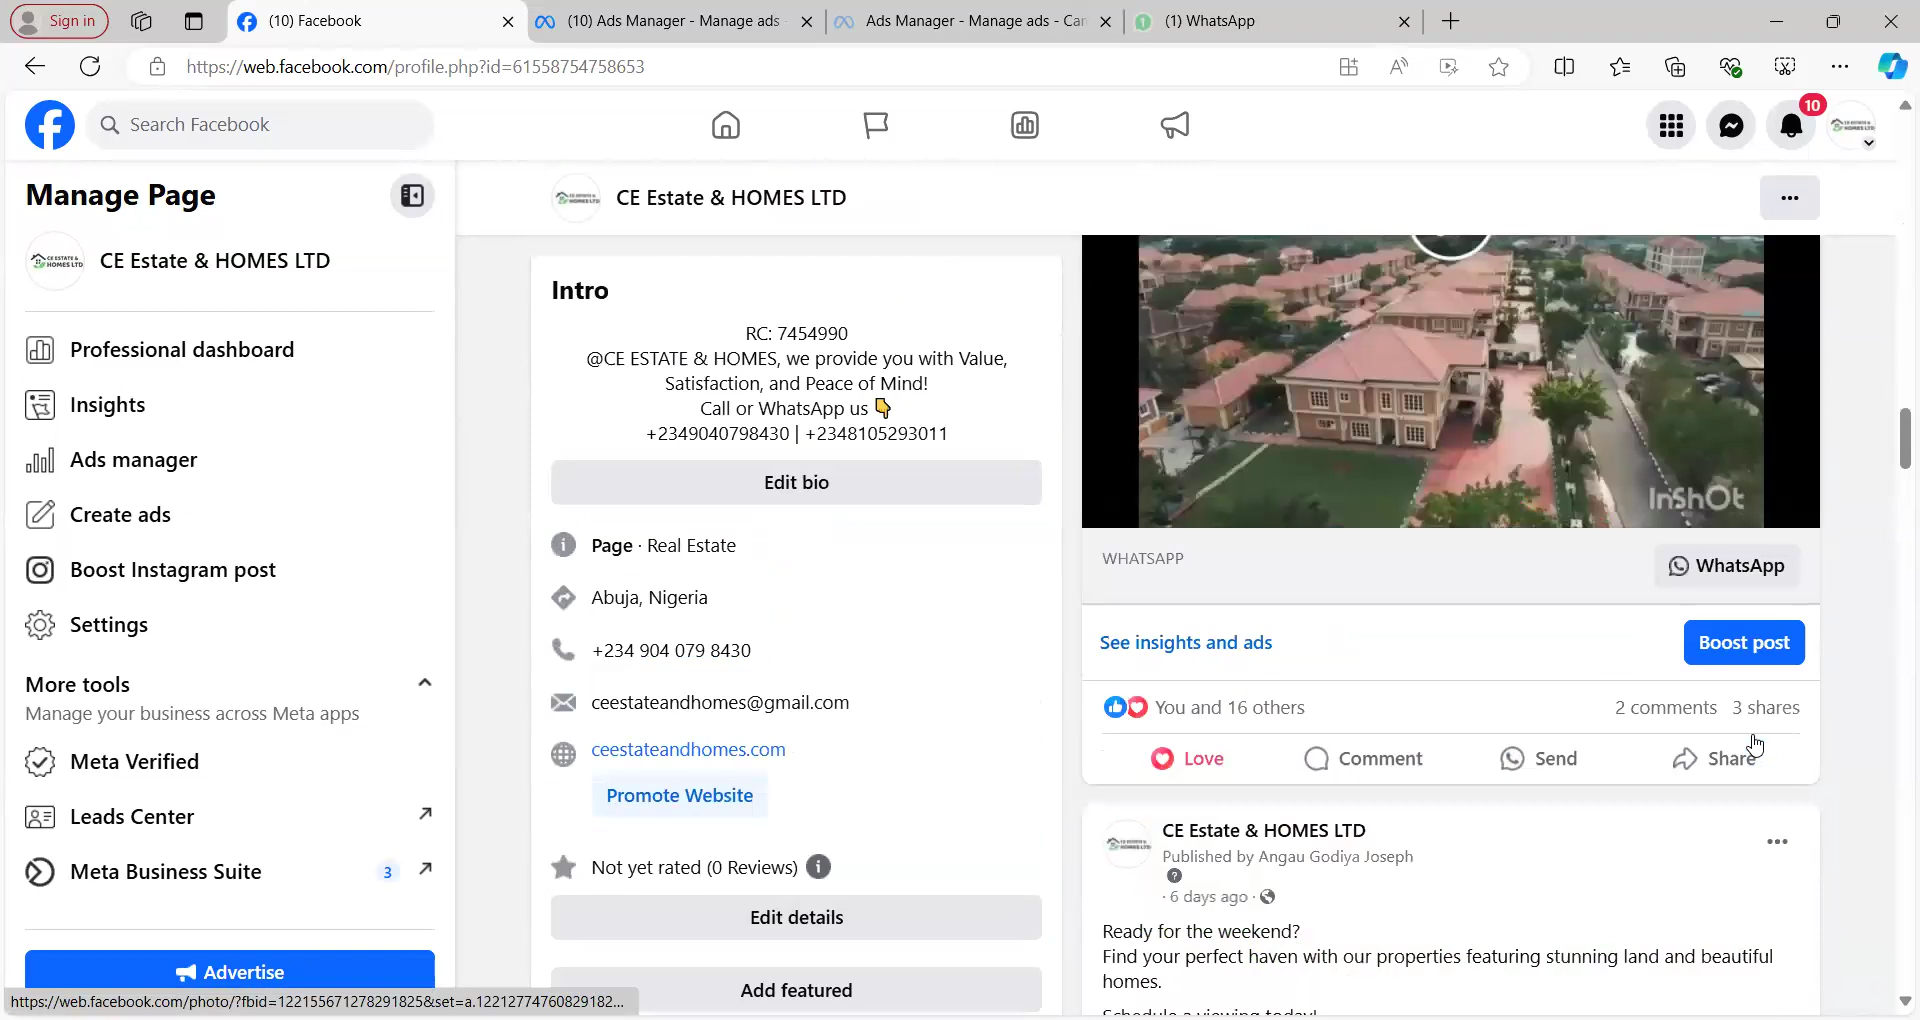 Sign in
(10) Facebook
(10) Ads Manager - Manage ads
Ads Manager - Manage ads - Car
(1) WhatsApp
https://web.facebook.com/profile.php?id=61558754758653
Search Facebook
10
Manage Page
CE Estate & HOMES LTD
CE Estate & HOMES LTD
Professional dashboard
Insights
Ads manager
Create ads
Boost Instagram post
Settings
More tools
Manage your business across Meta apps
Meta Verified
Leads Center
Meta Business Suite
3
Advertise
https://web.facebook.com/photo/?fbid=122155671278291825&set=a.12212774760829182...
Intro
RC: 7454990
@CE ESTATE & HOMES, we provide you with Value,
Satisfaction, and Peace of Mind!
Call or WhatsApp us 👇
+2349040798430 | +2348105293011
Edit bio
Page · Real Estate
Abuja, Nigeria
+234 904 079 8430
ceestateandhomes@gmail.com
ceestateandhomes.com
Promote Website
Not yet rated (0 Reviews)
Edit details
Add featured
InShOt
WHATSAPP
WhatsApp
See insights and ads
Boost post
You and 16 others
2 comments 3 shares
Love
Comment
Send
Share
CE Estate & HOMES LTD
Published by Angau Godiya Joseph
· 6 days ago ·
Ready for the weekend?
Find your perfect haven with our properties featuring stunning land and beautiful
homes.
Schedule a viewing today!